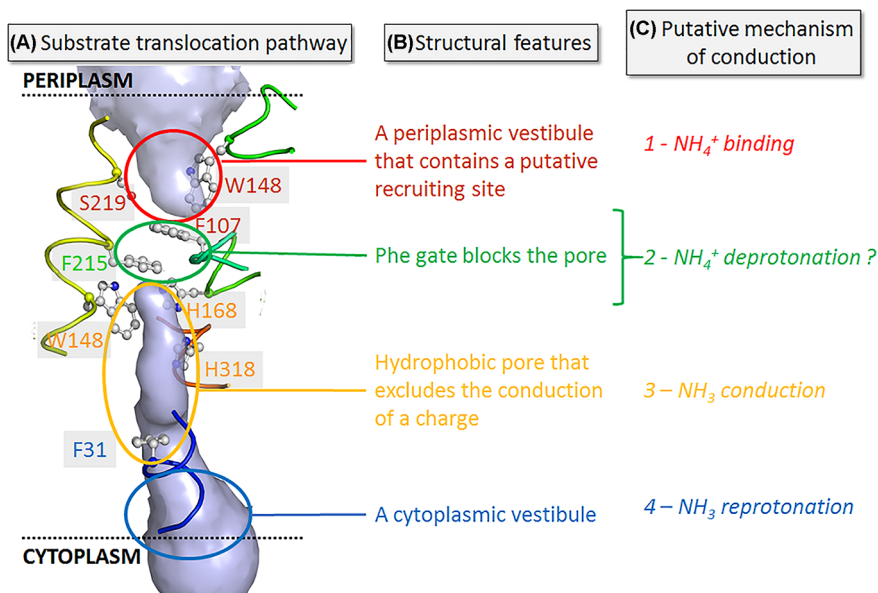 (A) Substrate translocation pathway
(B) Structural features
(C) Putative mechanism
of conduction
PERIPLASM
A periplasmic vestibule
that contains a putative
recruiting site
1 - NH₄⁺ binding
W148
S219
F107
F215
Phe gate blocks the pore
2 - NH₄⁺ deprotonation ?
H168
W148
H318
Hydrophobic pore that
excludes the conduction
of a charge
3 – NH₃ conduction
F31
A cytoplasmic vestibule
4 – NH₃ reprotonation
CYTOPLASM